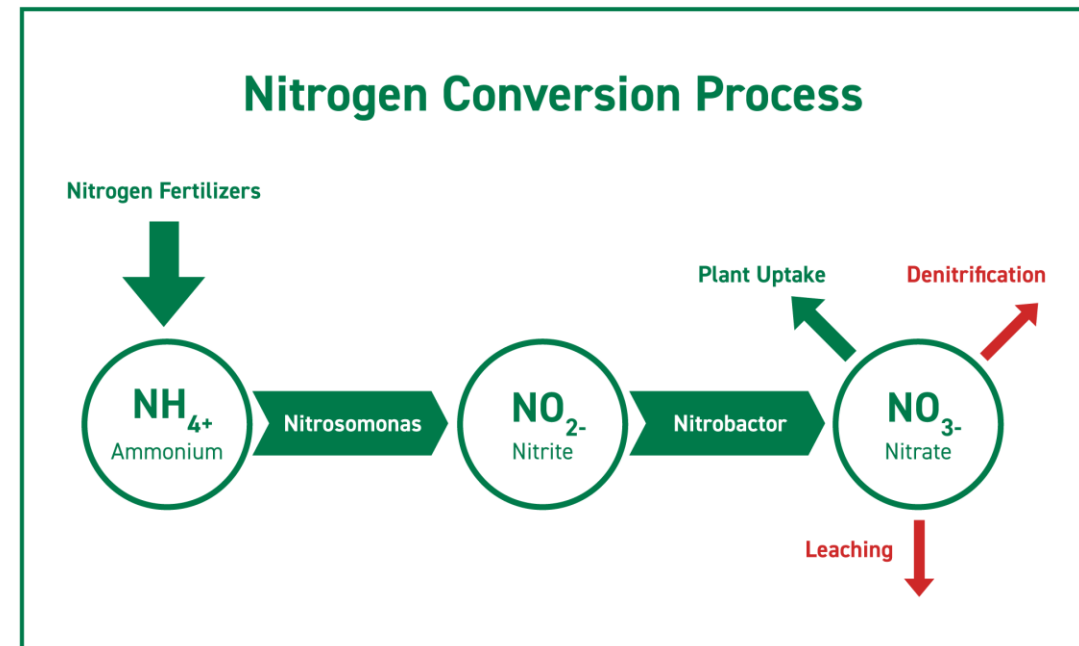 Nitrogen Conversion Process
Nitrogen Fertilizers
Plant Uptake
Denitrification
NH4+
Ammonium
Nitrosomonas
NO2-
Nitrite
Nitrobactor
NO3-
Nitrate
Leaching